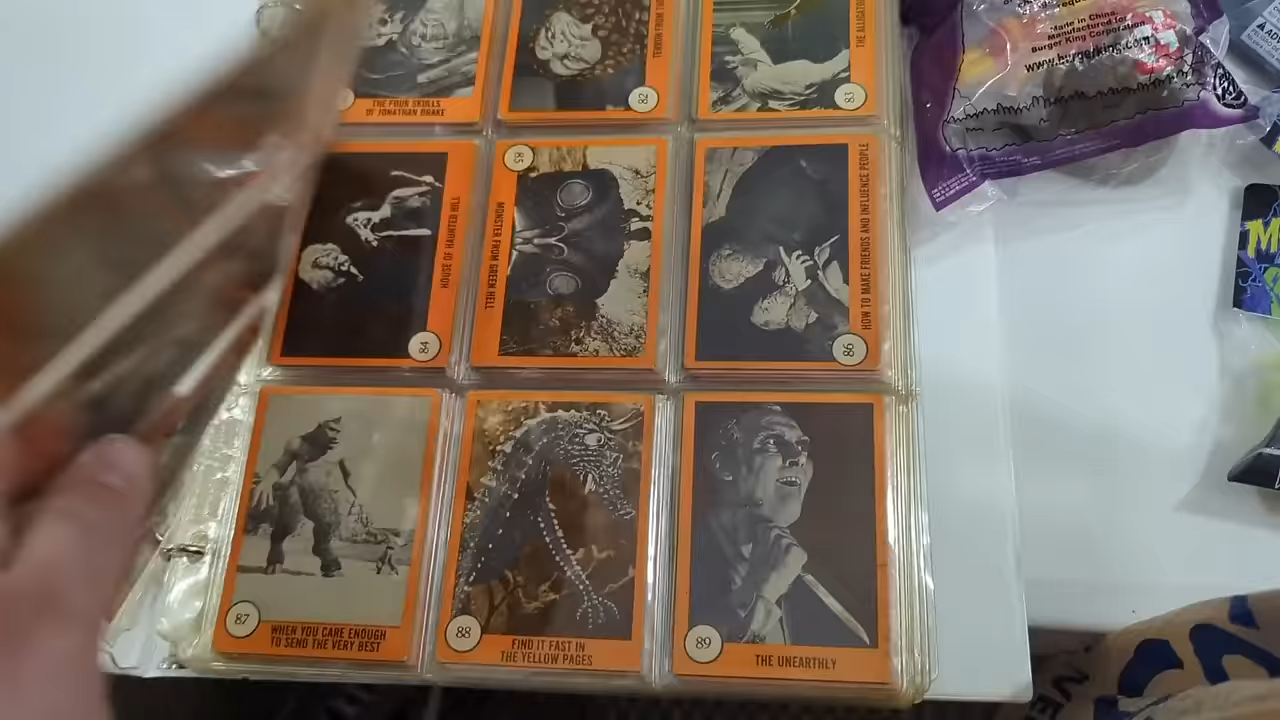 THE FOUR SKULLS
OF JONATHAN DRAKE
TERROR FROM
82
THE ALLIGATOR
83
Made in China.
Manufactured for
Burger King Corporation
www.burgerking.com
HOUSE OF HAUNTED HILL
84
85
MONSTER FROM GREEN HELL
HOW TO MAKE FRIENDS AND INFLUENCE PEOPLE
86
87
WHEN YOU CARE ENOUGH
TO SEND THE VERY BEST
88
FIND IT FAST IN
THE YELLOW PAGES
89
THE UNEARTHLY